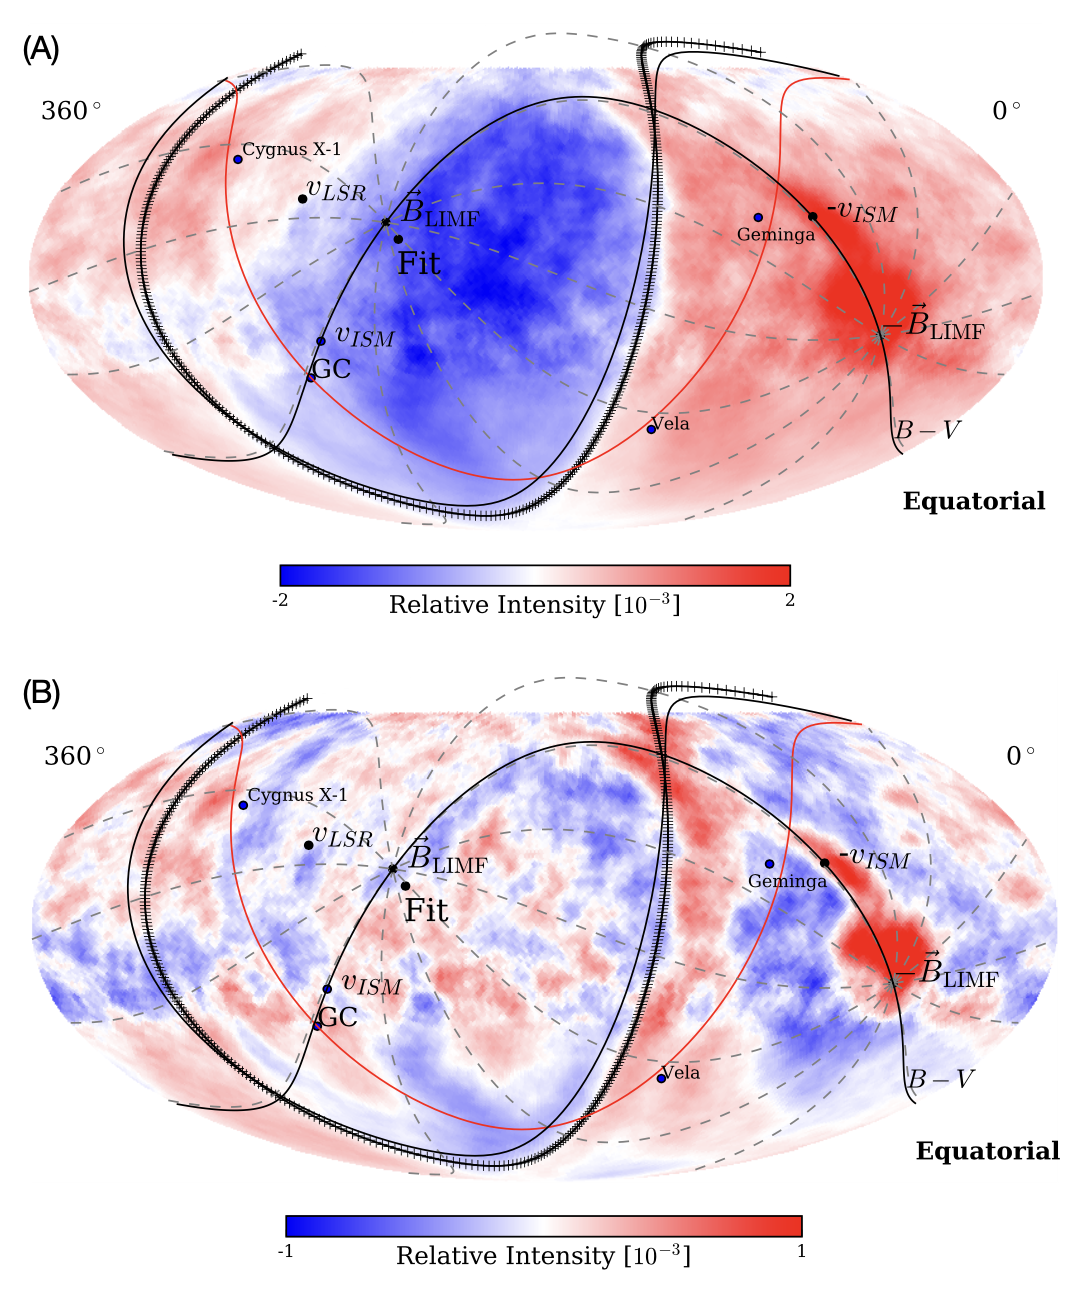 (A)
360°
0°
Cygnus X-1
v_LSR
B⃗_LIMF
Fit
-v_ISM
Geminga
−B⃗_LIMF
v_ISM
GC
Vela
B − V
Equatorial
-2
2
Relative Intensity [10⁻³]
(B)
360°
0°
Cygnus X-1
v_LSR
B⃗_LIMF
Fit
-v_ISM
Geminga
−B⃗_LIMF
v_ISM
GC
Vela
B − V
Equatorial
-1
1
Relative Intensity [10⁻³]